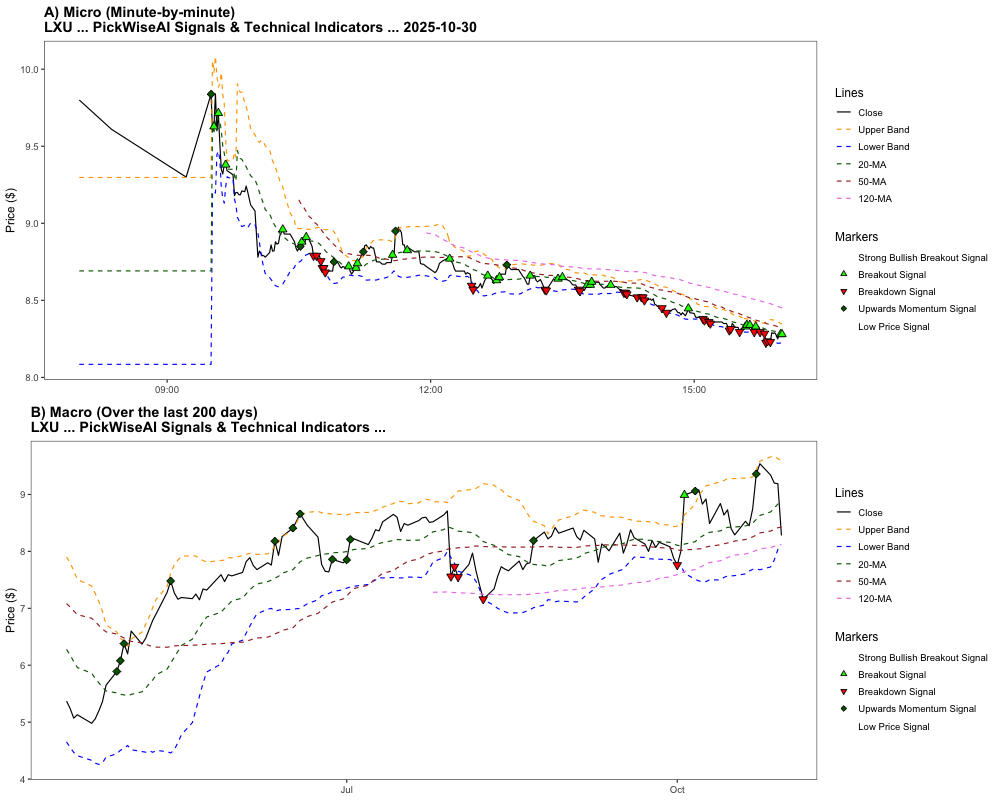 A) Micro (Minute-by-minute)
LXU ... PickWiseAI Signals & Technical Indicators ... 2025-10-30
10.0
9.5
9.0
8.5
8.0
Price ($)
09:00
12:00
15:00
Lines
Close
Upper Band
Lower Band
20-MA
50-MA
120-MA
Markers
Strong Bullish Breakout Signal
Breakout Signal
Breakdown Signal
Upwards Momentum Signal
Low Price Signal
B) Macro (Over the last 200 days)
LXU ... PickWiseAI Signals & Technical Indicators ...
9
8
7
6
5
4
Price ($)
Jul
Oct
Lines
Close
Upper Band
Lower Band
20-MA
50-MA
120-MA
Markers
Strong Bullish Breakout Signal
Breakout Signal
Breakdown Signal
Upwards Momentum Signal
Low Price Signal